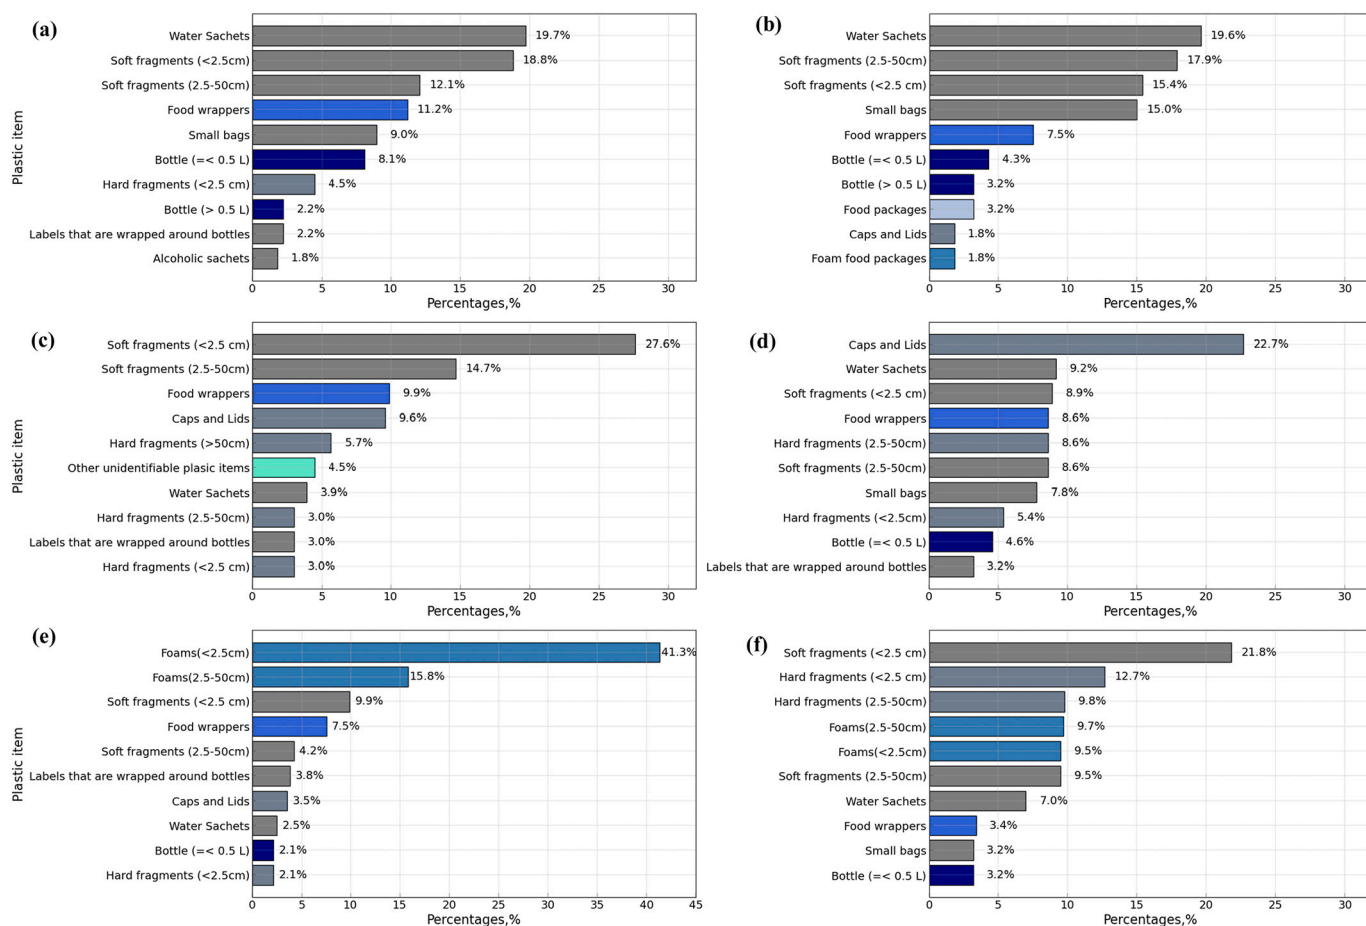 (a)
Plastic item
Water Sachets 19.7%
Soft fragments (<2.5cm) 18.8%
Soft fragments (2.5-50cm) 12.1%
Food wrappers 11.2%
Small bags 9.0%
Bottle (=< 0.5 L) 8.1%
Hard fragments (<2.5 cm) 4.5%
Bottle (> 0.5 L) 2.2%
Labels that are wrapped around bottles 2.2%
Alcoholic sachets 1.8%
0 5 10 15 20 25 30
Percentages,%
(b)
Water Sachets 19.6%
Soft fragments (2.5-50cm) 17.9%
Soft fragments (<2.5 cm) 15.4%
Small bags 15.0%
Food wrappers 7.5%
Bottle (=< 0.5 L) 4.3%
Bottle (> 0.5 L) 3.2%
Food packages 3.2%
Caps and Lids 1.8%
Foam food packages 1.8%
0 5 10 15 20 25 30
Percentages,%
(c)
Plastic item
Soft fragments (<2.5 cm) 27.6%
Soft fragments (2.5-50cm) 14.7%
Food wrappers 9.9%
Caps and Lids 9.6%
Hard fragments (>50cm) 5.7%
Other unidentifiable plasic items 4.5%
Water Sachets 3.9%
Hard fragments (2.5-50cm) 3.0%
Labels that are wrapped around bottles 3.0%
Hard fragments (<2.5 cm) 3.0%
0 5 10 15 20 25 30
Percentages,%
(d)
Caps and Lids 22.7%
Water Sachets 9.2%
Soft fragments (<2.5 cm) 8.9%
Food wrappers 8.6%
Hard fragments (2.5-50cm) 8.6%
Soft fragments (2.5-50cm) 8.6%
Small bags 7.8%
Hard fragments (<2.5cm) 5.4%
Bottle (=< 0.5 L) 4.6%
Labels that are wrapped around bottles 3.2%
0 5 10 15 20 25 30
Percentages,%
(e)
Plastic item
Foams(<2.5cm) 41.3%
Foams(2.5-50cm) 15.8%
Soft fragments (<2.5 cm) 9.9%
Food wrappers 7.5%
Soft fragments (2.5-50cm) 4.2%
Labels that are wrapped around bottles 3.8%
Caps and Lids 3.5%
Water Sachets 2.5%
Bottle (=< 0.5 L) 2.1%
Hard fragments (<2.5cm) 2.1%
0 5 10 15 20 25 30 35 40 45
Percentages,%
(f)
Soft fragments (<2.5 cm) 21.8%
Hard fragments (<2.5 cm) 12.7%
Hard fragments (2.5-50cm) 9.8%
Foams(2.5-50cm) 9.7%
Foams(<2.5cm) 9.5%
Soft fragments (2.5-50cm) 9.5%
Water Sachets 7.0%
Food wrappers 3.4%
Small bags 3.2%
Bottle (=< 0.5 L) 3.2%
0 5 10 15 20 25 30
Percentages,%